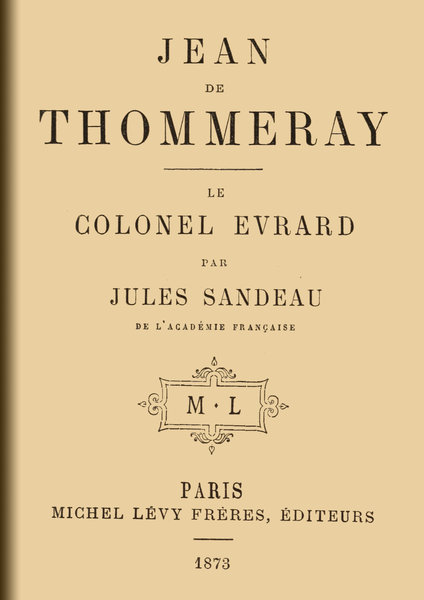 JEAN
DE
THOMMERAY
LE
COLONEL EVRARD
PAR
JULES SANDEAU
DE L'ACADÉMIE FRANÇAISE
M · L
PARIS
MICHEL LÉVY FRÈRES, ÉDITEURS
1873